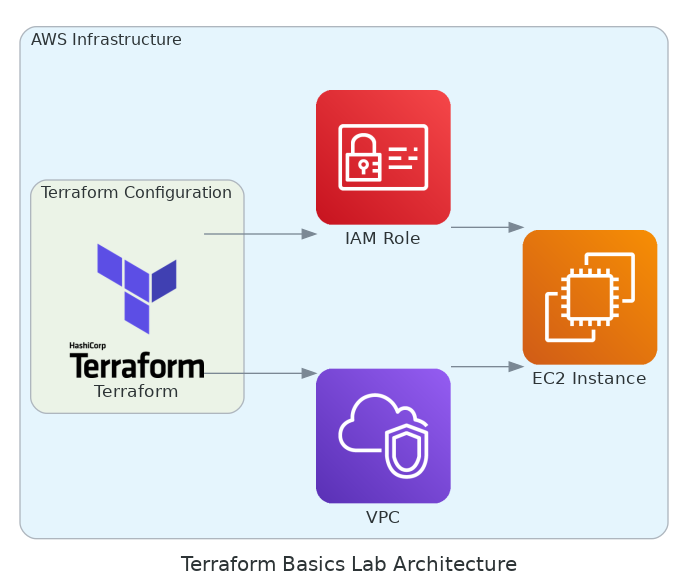 AWS Infrastructure
Terraform Configuration
HashiCorp
Terraform
Terraform
IAM Role
VPC
EC2 Instance
Terraform Basics Lab Architecture